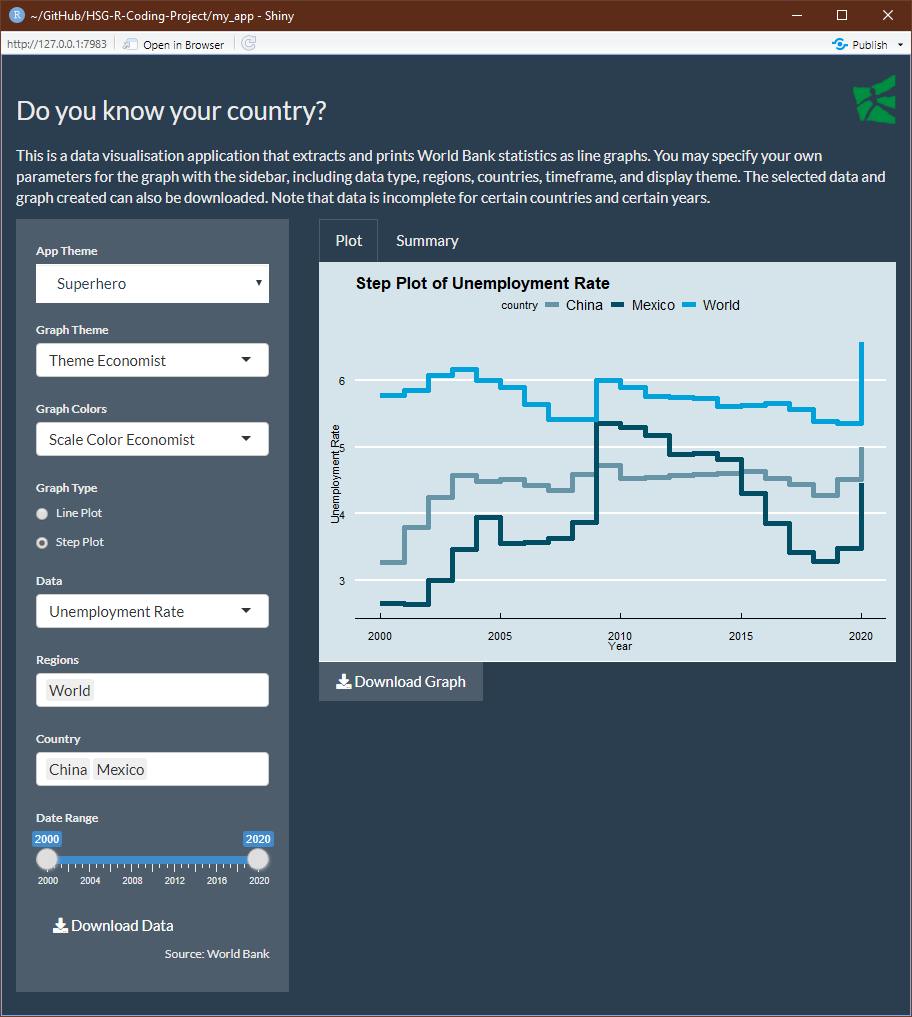 R ~/GitHub/HSG-R-Coding-Project/my_app - Shiny
http://127.0.0.1:7983 Open in Browser Publish
Do you know your country?
This is a data visualisation application that extracts and prints World Bank statistics as line graphs. You may specify your own
parameters for the graph with the sidebar, including data type, regions, countries, timeframe, and display theme. The selected data and
graph created can also be downloaded. Note that data is incomplete for certain countries and certain years.
App Theme
Superhero
Graph Theme
Theme Economist
Graph Colors
Scale Color Economist
Graph Type
Line Plot
Step Plot
Data
Unemployment Rate
Regions
World
Country
China Mexico
Date Range
2000 2020
2000 2004 2008 2012 2016 2020
Download Data
Source: World Bank
Plot Summary
Step Plot of Unemployment Rate
country China Mexico World
Unemployment Rate
6
5
4
3
2000 2005 2010 2015 2020
Year
Download Graph